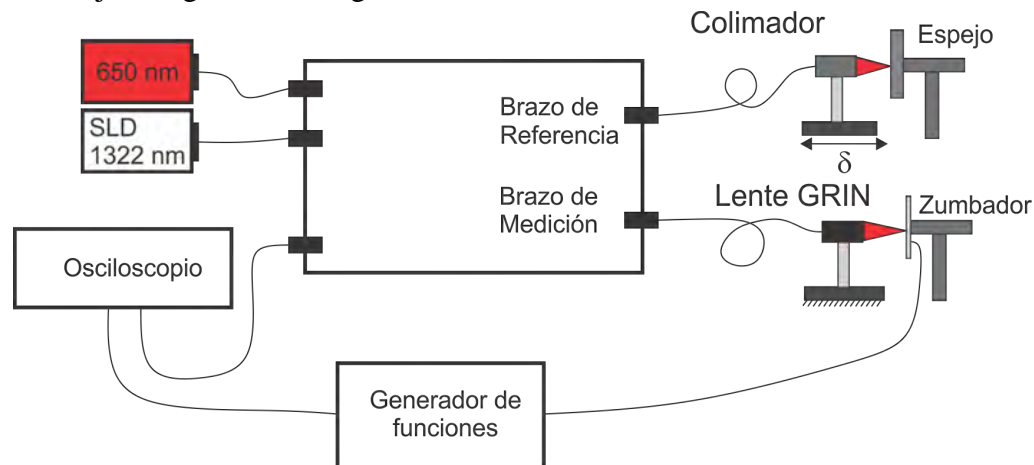 Colimador
Espejo
650 nm
SLD
1322 nm
Brazo de
Referencia
δ
Brazo de
Medición
Lente GRIN
Zumbador
Osciloscopio
Generador de
funciones